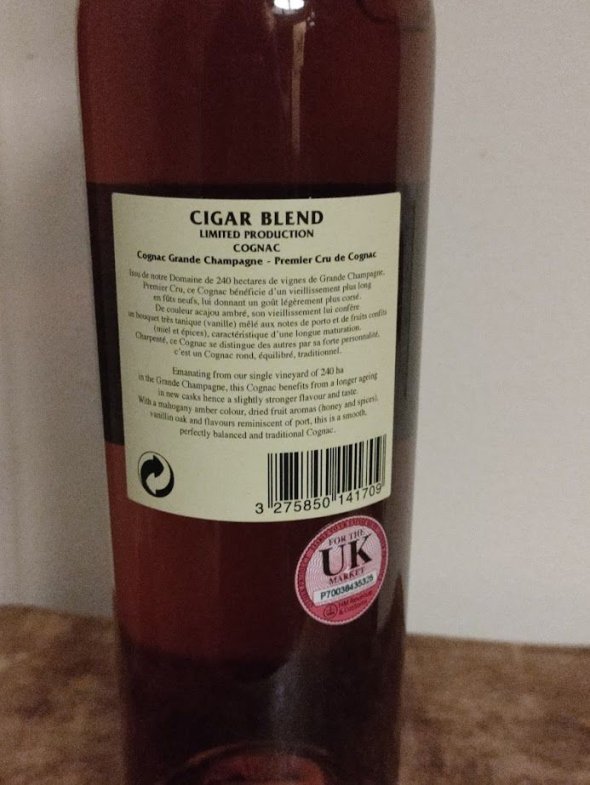 CIGAR BLEND
LIMITED PRODUCTION
COGNAC
Cognac Grande Champagne - Premier Cru de Cognac
Issu de notre Domaine de 240 hectares de vignes de Grande Champagne,
Premier Cru, ce Cognac bénéficie d'un vieillissement plus long
en fûts neufs, lui donnant un goût légèrement plus corsé.
De couleur acajou ambré, son vieillissement lui confère
un bouquet très tanique (vanille) mêlé aux notes de porto et de fruits confits
(miel et épices), caractéristique d'une longue maturation.
Charpenté, ce Cognac se distingue des autres par sa forte personnalité,
c'est un Cognac rond, équilibré, traditionnel.
Emanating from our single vineyard of 240 ha
in the Grande Champagne, this Cognac benefits from a longer ageing
in new casks hence a slightly stronger flavour and taste.
With a mahogany amber colour, dried fruit aromas (honey and spices),
vanillin oak and flavours reminiscent of port, this is a smooth,
perfectly balanced and traditional Cognac.
3 275850 141709
FOR THE
UK
MARKET
P70038435325
HM Revenue
& Customs